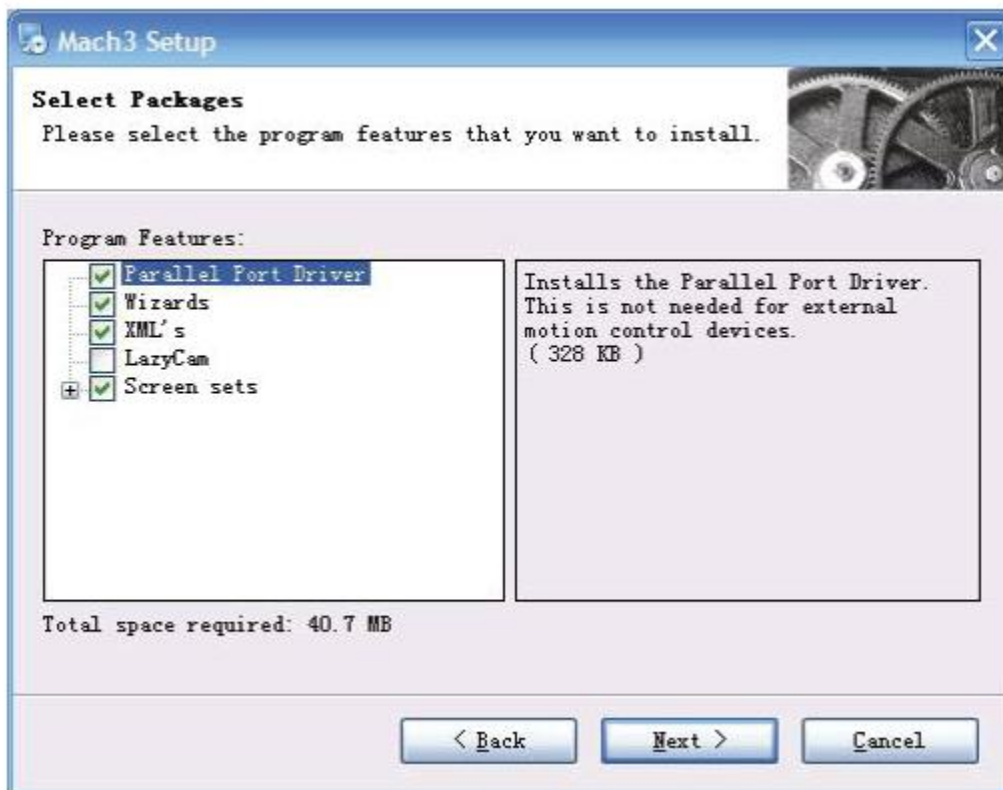 Mach3 Setup
Select Packages
Please select the program features that you want to install.
Program Features:
Parallel Port Driver
Wizards
XML's
LazyCam
Screen sets
Installs the Parallel Port Driver.
This is not needed for external
motion control devices.
( 328 KB )
Total space required: 40.7 MB
< Back
Next >
Cancel